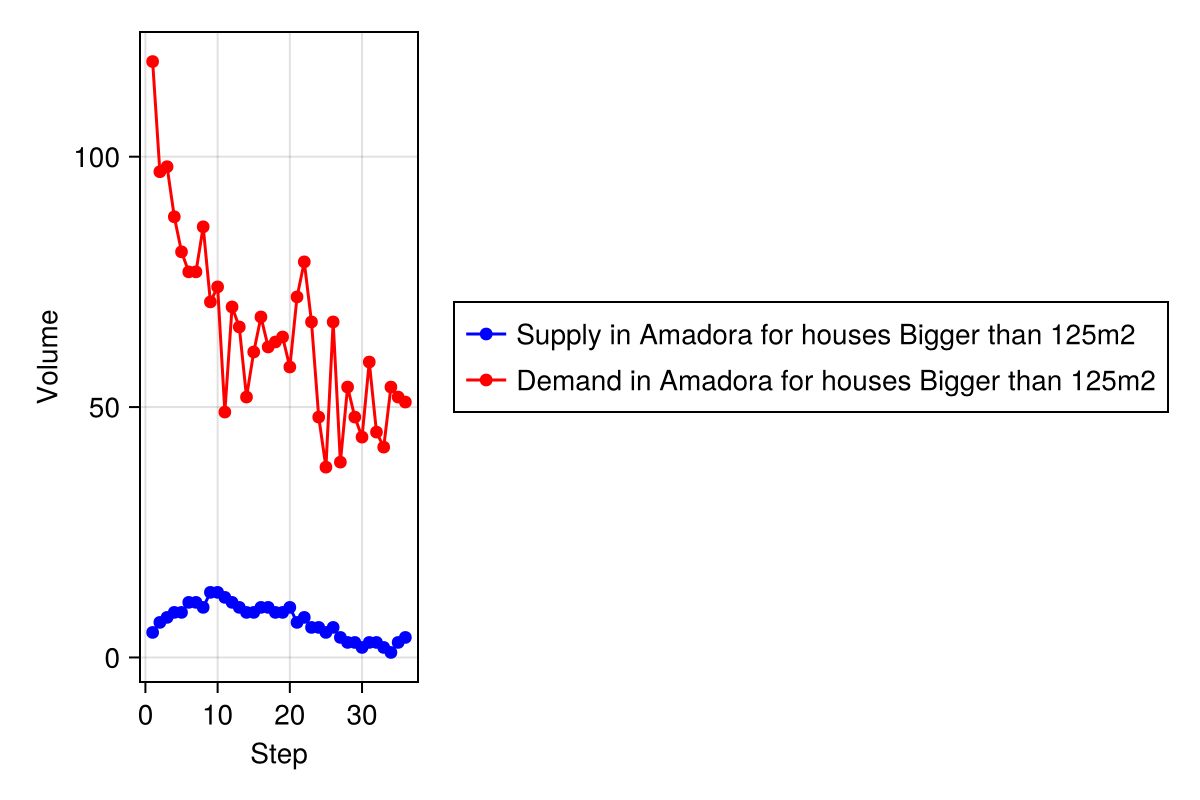 100
50
0
Volume
0 10 20 30
Step
Supply in Amadora for houses Bigger than 125m2
Demand in Amadora for houses Bigger than 125m2